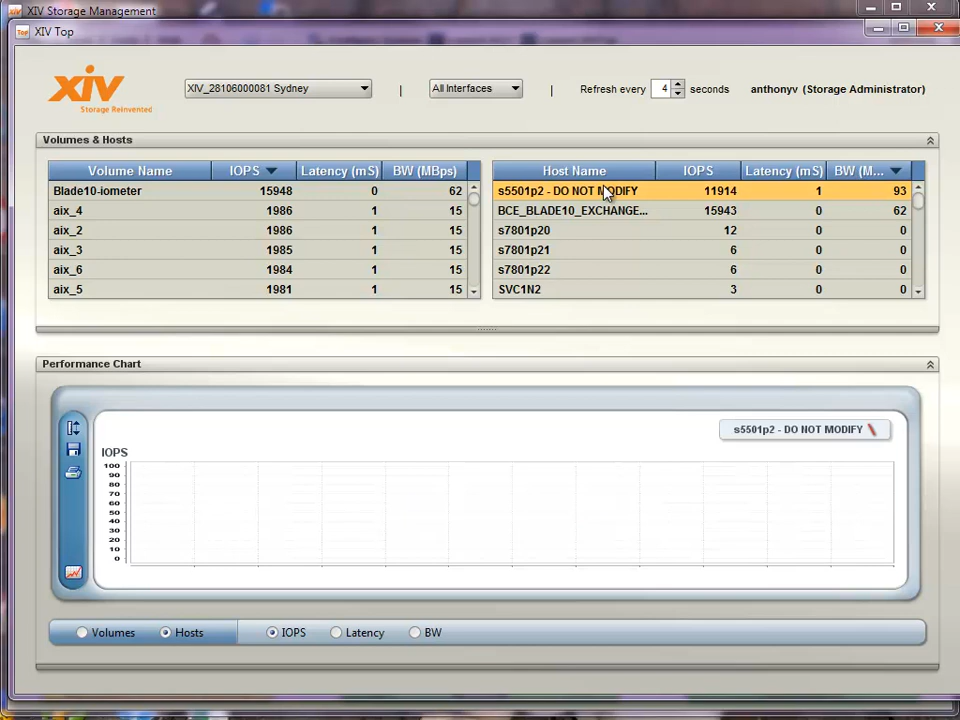 XIV Storage Management
Top XIV Top
XIV
Storage Reinvented
XIV_28106000081 Sydney | All Interfaces | Refresh every 4 seconds anthonyv (Storage Administrator)
Volumes & Hosts
Volume Name IOPS Latency (mS) BW (MBps)
Blade10-iometer 15948 0 62
aix_4 1986 1 15
aix_2 1986 1 15
aix_3 1985 1 15
aix_6 1984 1 15
aix_5 1981 1 15
Host Name IOPS Latency (mS) BW (M...
s5501p2 - DO NOT MODIFY 11914 1 93
BCE_BLADE10_EXCHANGE... 15943 0 62
s7801p20 12 0 0
s7801p21 6 0 0
s7801p22 6 0 0
SVC1N2 3 0 0
Performance Chart
s5501p2 - DO NOT MODIFY
IOPS
100
90
80
70
60
50
40
30
20
10
0
Volumes Hosts IOPS Latency BW